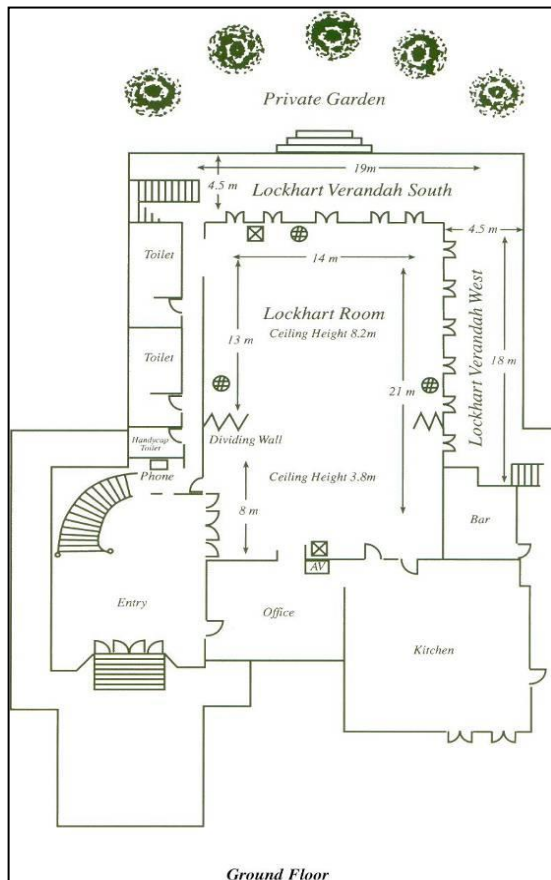 Private Garden
19m
4.5 m
Lockhart Verandah South
4.5 m
Toilet
14 m
Lockhart Room
Ceiling Height 8.2m
13 m
Lockhart Verandah West
18 m
Toilet
21 m
Dividing Wall
Handycap
Toilet
Phone
Ceiling Height 3.8m
8 m
Bar
AV
Entry
Office
Kitchen
Ground Floor